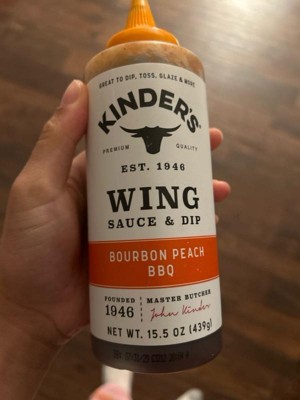 GREAT TO DIP, TOSS, GLAZE & MORE
KINDER'S
PREMIUM QUALITY
EST. 1946
WING
SAUCE & DIP
BOURBON PEACH
BBQ
FOUNDED
1946
MASTER BUTCHER
John Kinder
NET WT. 15.5 OZ (439g)